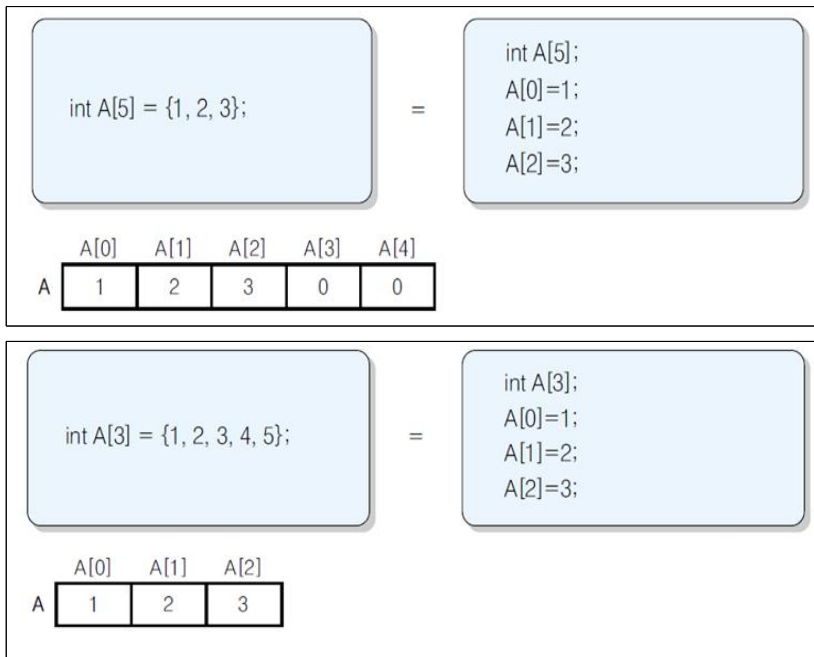 int A[5] = {1, 2, 3};
=
int A[5];
A[0]=1;
A[1]=2;
A[2]=3;
A[0] A[1] A[2] A[3] A[4]
A 1 2 3 0 0
int A[3] = {1, 2, 3, 4, 5};
=
int A[3];
A[0]=1;
A[1]=2;
A[2]=3;
A[0] A[1] A[2]
A 1 2 3